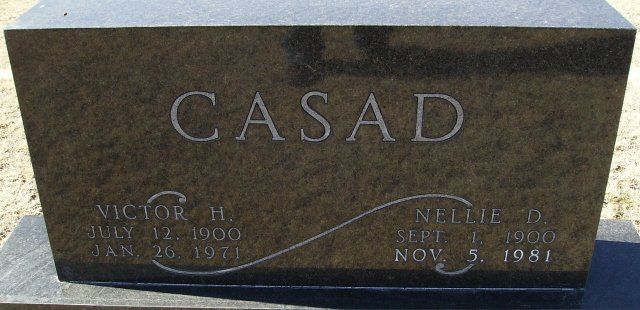 CASAD
VICTOR H.
JULY 12, 1900
JAN. 26, 1971
NELLIE D.
SEPT. 1, 1900
NOV. 5, 1981